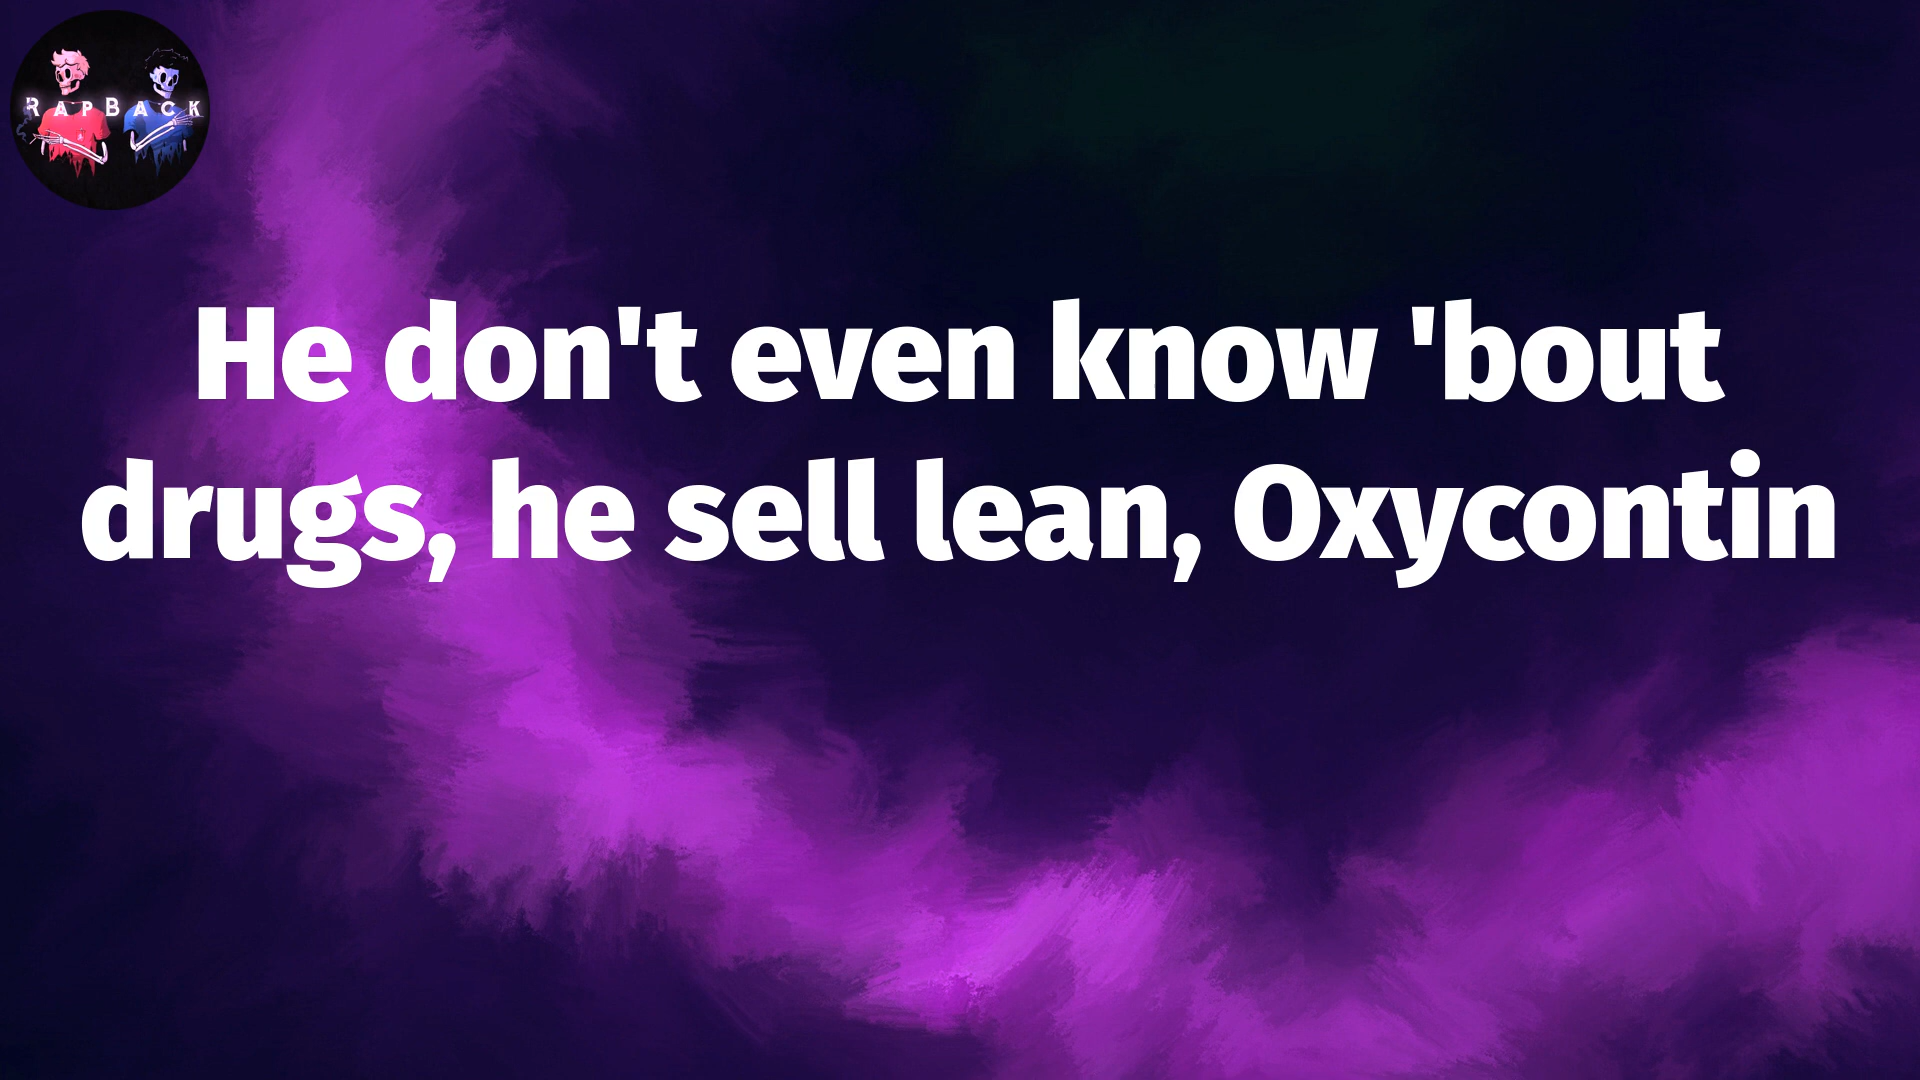 RAPBACK
He don't even know 'bout
drugs, he sell lean, Oxycontin